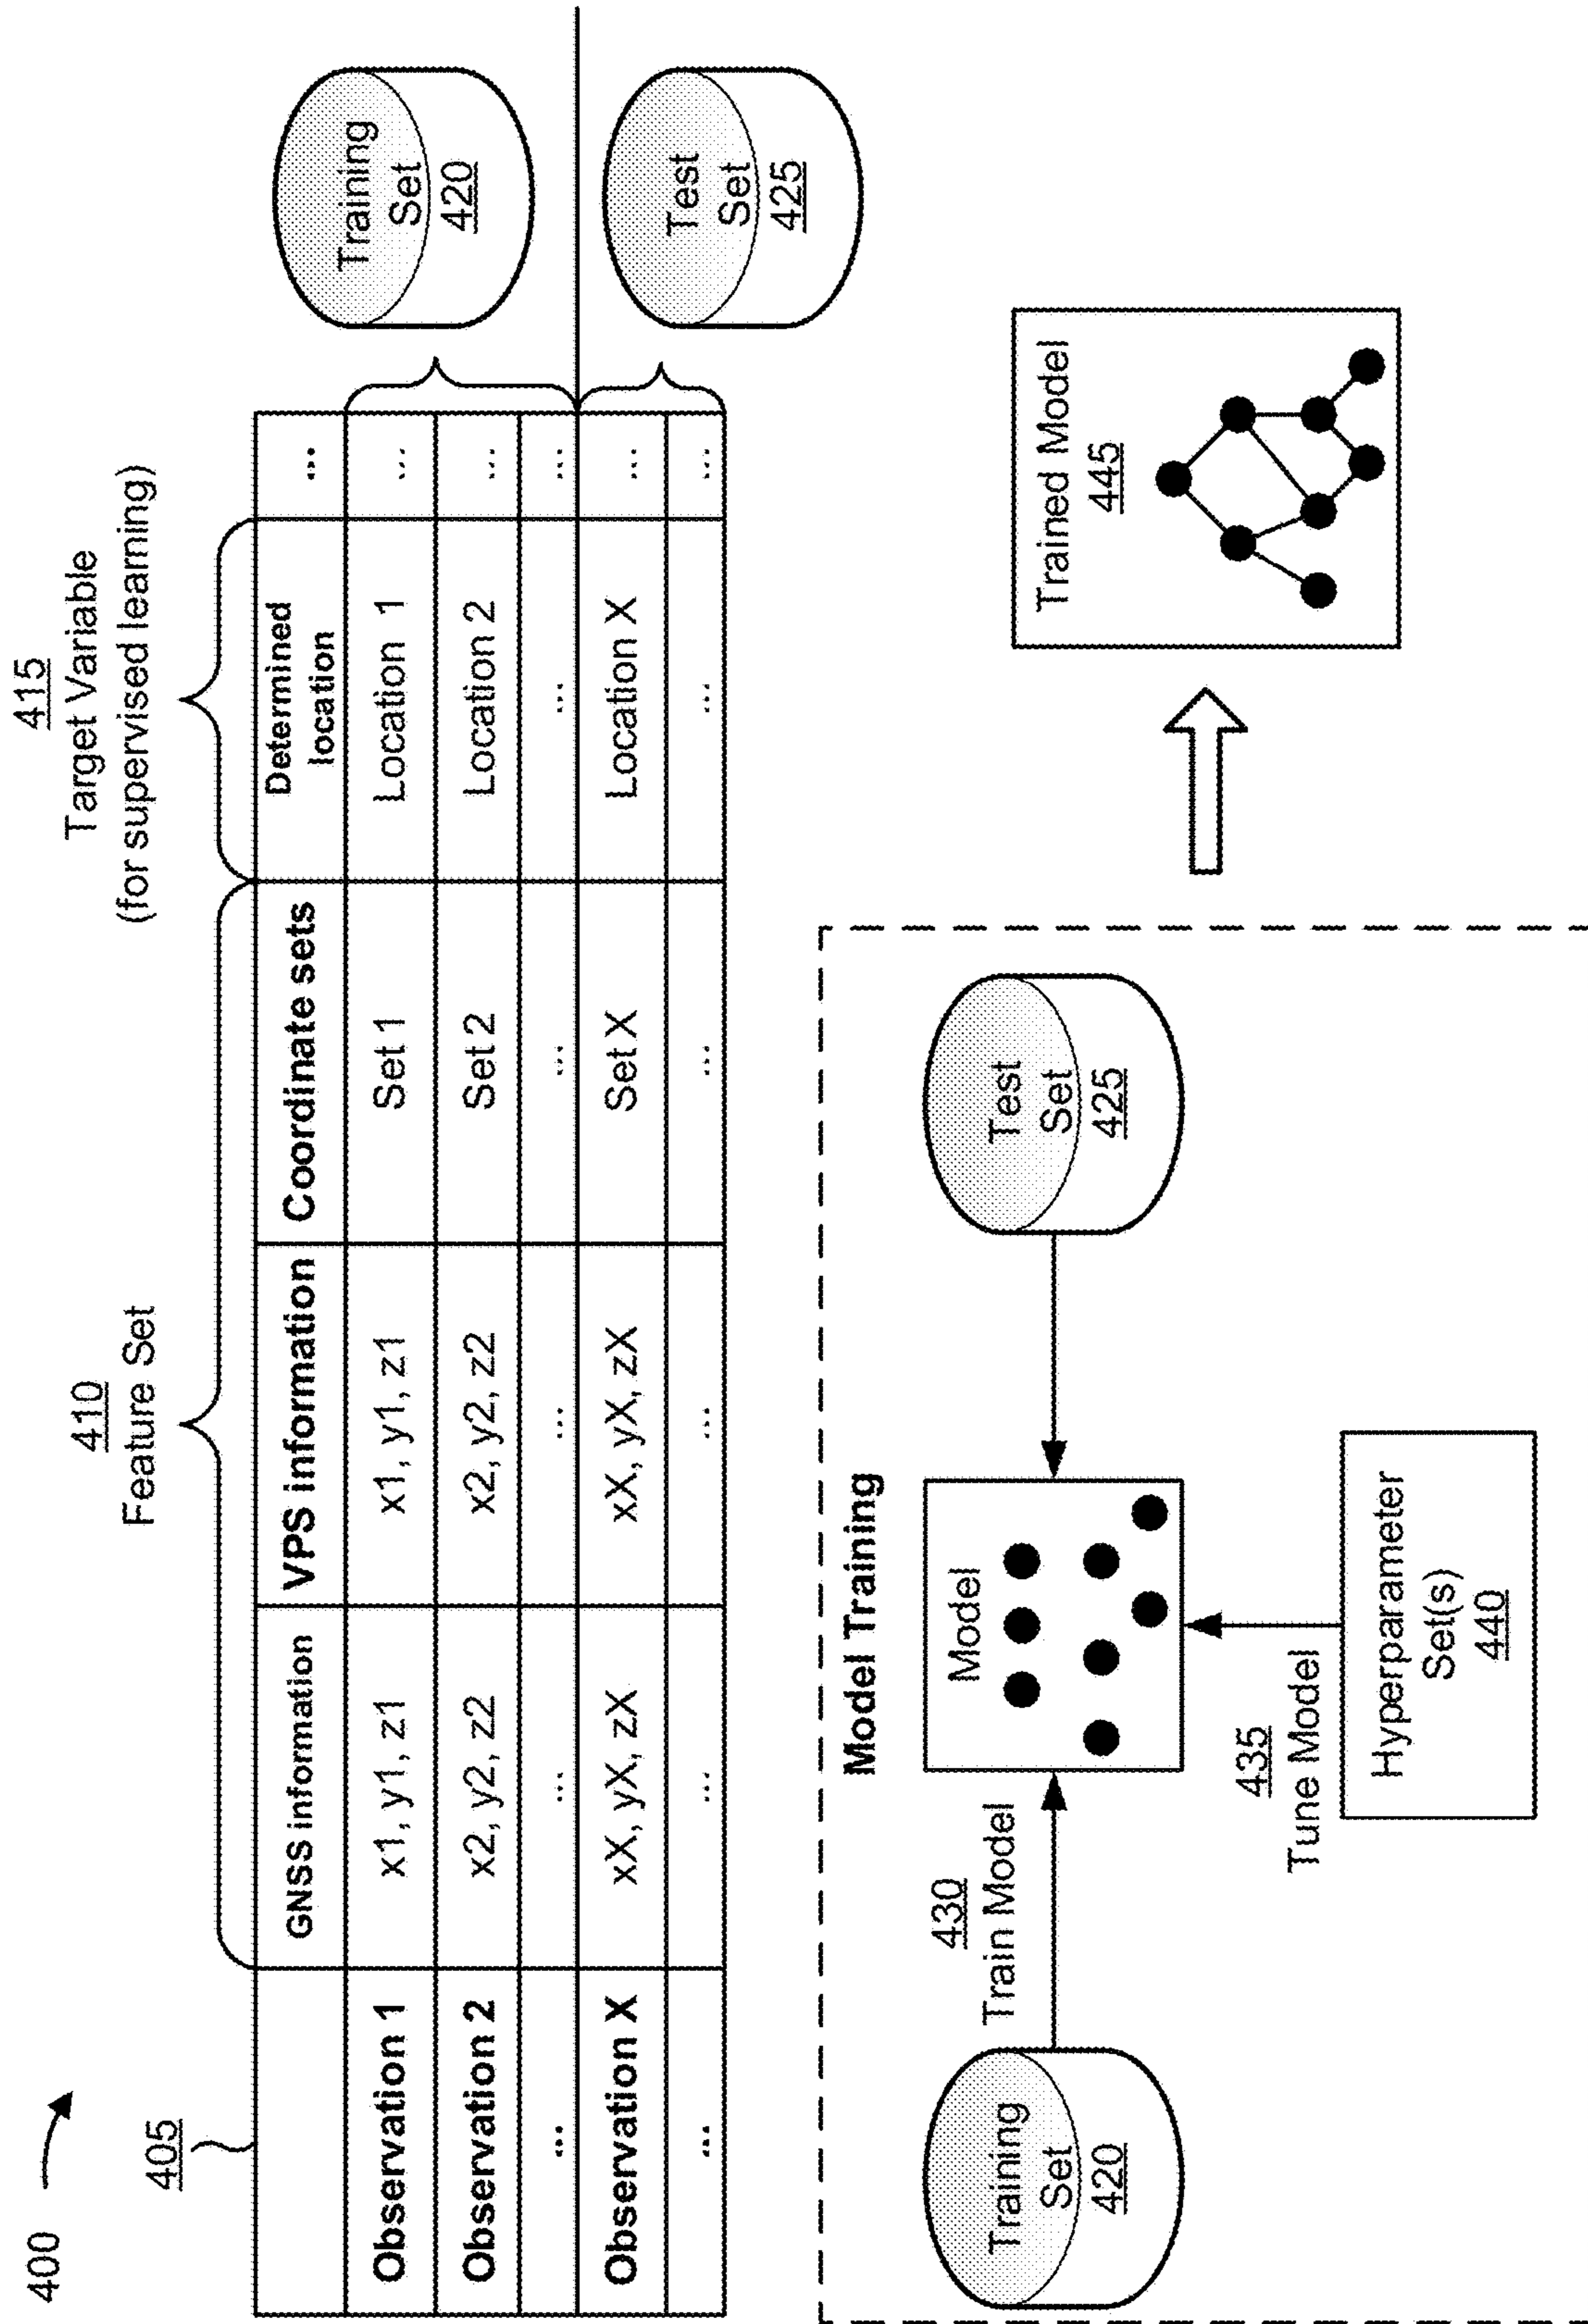 400
405
410
Feature Set
415
Target Variable
(for supervised learning)
GNSS information VPS information Coordinate sets Determined location ...
Observation 1 x1, y1, z1 x1, y1, z1 Set 1 Location 1 ...
Observation 2 x2, y2, z2 x2, y2, z2 Set 2 Location 2 ...
... ... ... ... ... ...
Observation X xX, yX, zX xX, yX, zX Set X Location X ...
... ... ... ... ... ...
Training
Set
420
Test
Set
425
Model Training
Training
Set
420
430
Train Model
Model
Test
Set
425
435
Tune Model
Hyperparameter
Set(s)
440
Trained Model
445